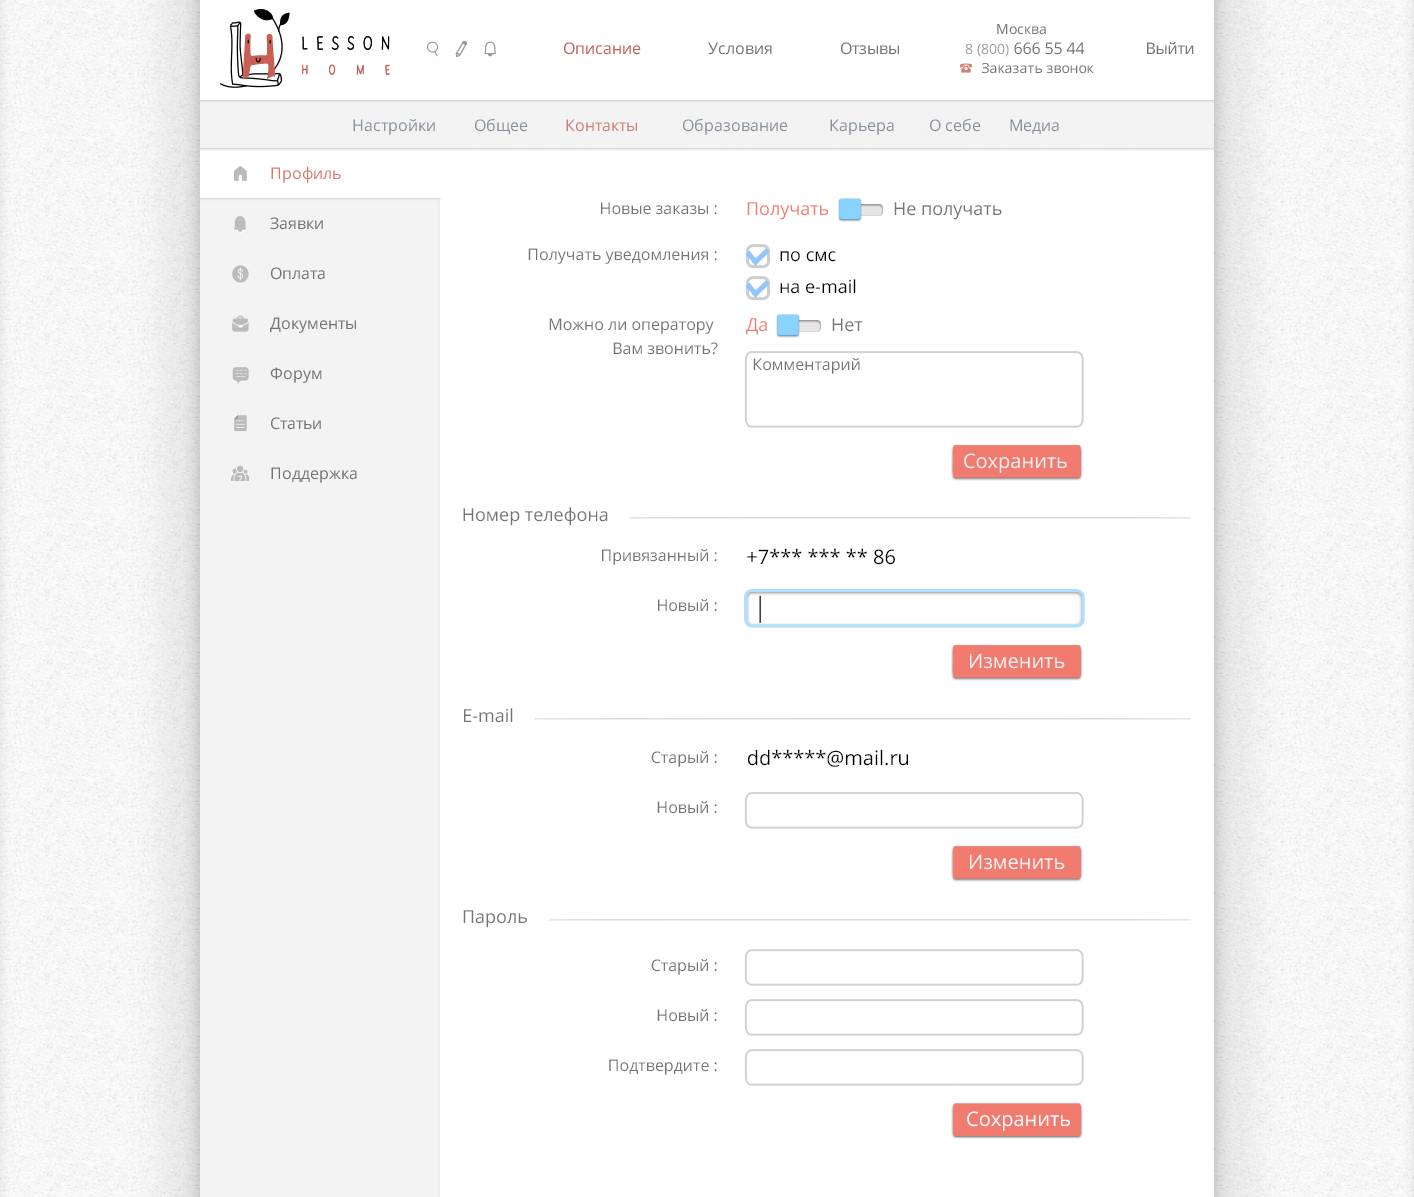 LESSON
HOME
Описание
Условия
Отзывы
Москва
8 (800) 666 55 44
Заказать звонок
Выйти
Настройки
Общее
Контакты
Образование
Карьера
О себе
Медиа
Профиль
Заявки
Оплата
Документы
Форум
Статьи
Поддержка
Новые заказы : Получать Не получать
Получать уведомления : по смс
на e-mail
Можно ли оператору Да Нет
Вам звонить?
Комментарий
Сохранить
Номер телефона
Привязанный : +7*** *** ** 86
Новый :
Изменить
E-mail
Старый : dd*****@mail.ru
Новый :
Изменить
Пароль
Старый :
Новый :
Подтвердите :
Сохранить